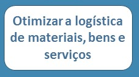 Otimizar a logística
de materiais, bens e
serviços